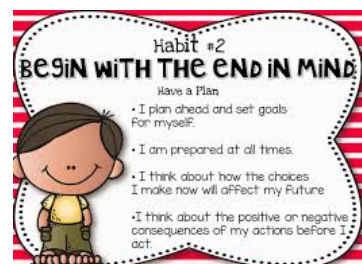 Habit #2
BEGIN WITH THE END IN MIND
Have a Plan
• I plan ahead and set goals
for myself.
• I am prepared at all times.
• I think about how the choices
I make now will affect my future
•I think about the positive or negative
consequences of my actions before I
act.